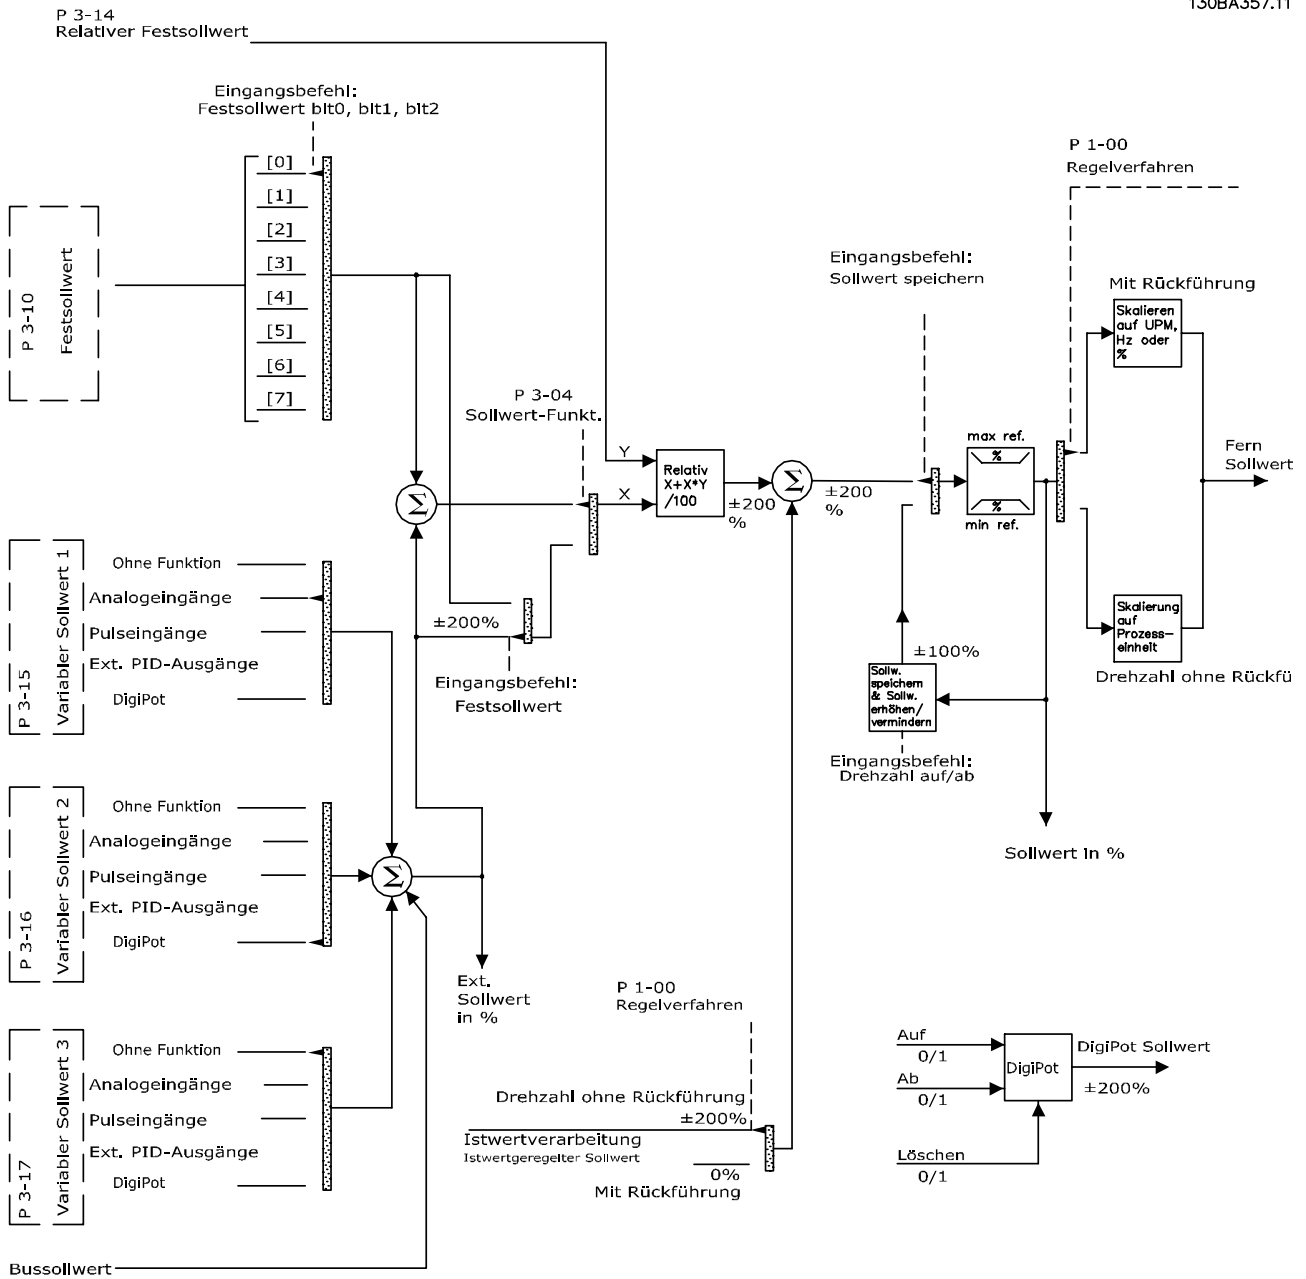 130BA357.11
P 3-14
Relativer Festsollwert
Eingangsbefehl:
Festsollwert bit0, bit1, bit2
[0]
[1]
[2]
[3]
[4]
[5]
[6]
[7]
P 3-10
Festsollwert
P 1-00
Regelverfahren
Eingangsbefehl:
Sollwert speichern
Mit Rückführung
Skalieren
auf UPM,
Hz oder
%
P 3-04
Sollwert-Funkt.
Y
X
Relativ
X+X*Y
/100
±200
%
Σ
±200
%
max ref.
%
%
min ref.
Fern
Sollwert
Σ
P 3-15
Variabler Sollwert 1
Ohne Funktion
Analogeingänge
Pulseingänge
Ext. PID-Ausgänge
DigiPot
±200%
Eingangsbefehl:
Festsollwert
±100%
Sollw.
speichern
& Sollw.
erhöhen/
vermindern
Eingangsbefehl:
Drehzahl auf/ab
Skalierung
auf
Prozess-
einheit
Drehzahl ohne Rückfü
Sollwert in %
P 3-16
Variabler Sollwert 2
Ohne Funktion
Analogeingänge
Pulseingänge
Ext. PID-Ausgänge
DigiPot
Σ
Ext.
Sollwert
in %
P 1-00
Regelverfahren
Drehzahl ohne Rückführung
±200%
Istwertverarbeitung
Istwertgeregelter Sollwert
0%
Mit Rückführung
P 3-17
Variabler Sollwert 3
Ohne Funktion
Analogeingänge
Pulseingänge
Ext. PID-Ausgänge
DigiPot
Auf
0/1
Ab
0/1
Löschen
0/1
DigiPot
DigiPot Sollwert
±200%
Bussollwert